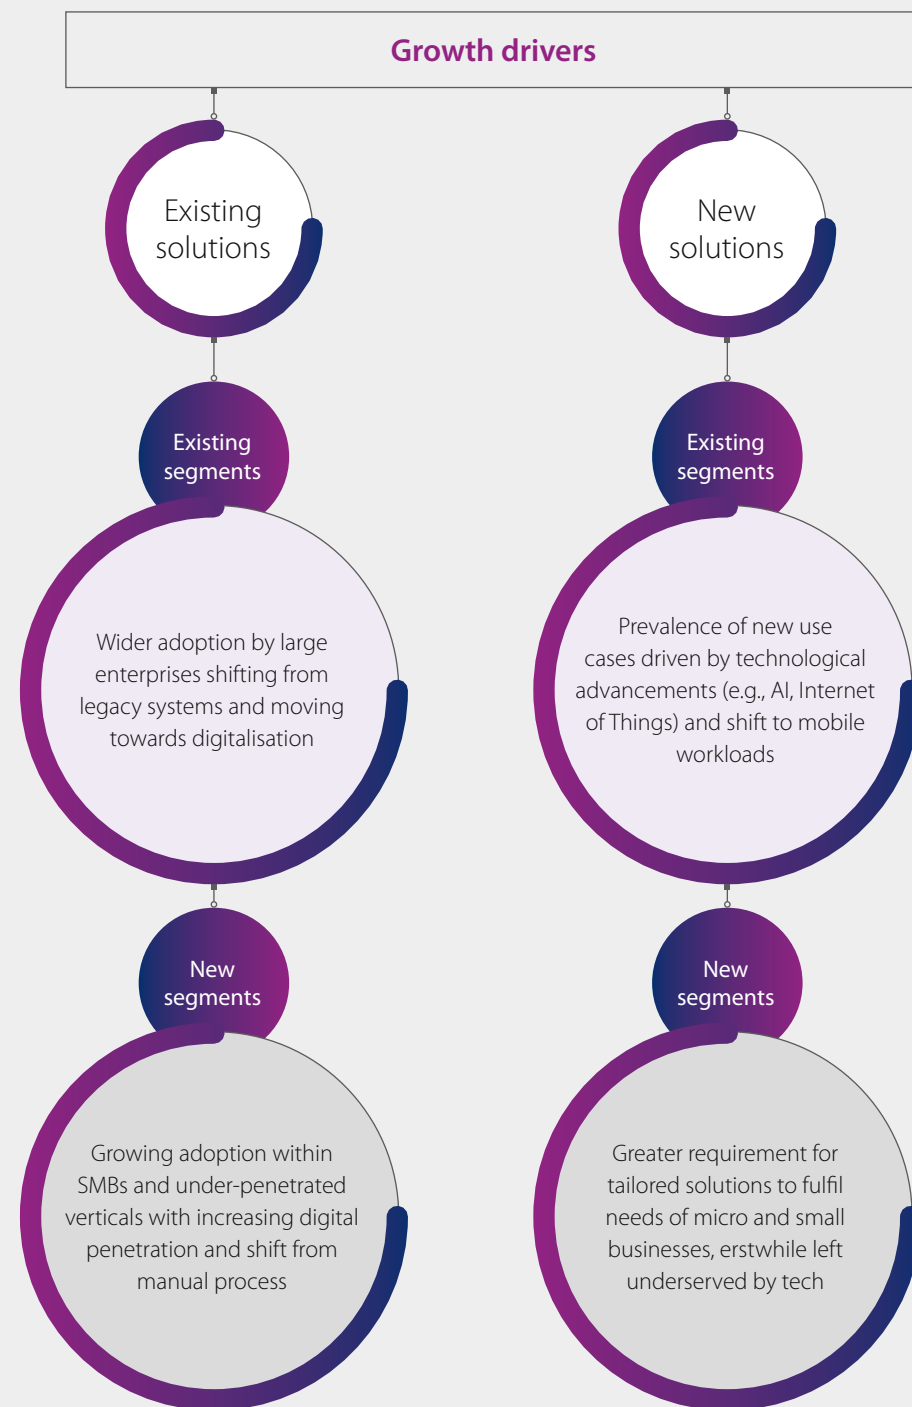 Growth drivers
Existing
solutions
Existing
segments
Wider adoption by large
enterprises shifting from
legacy systems and moving
towards digitalisation
New
segments
Growing adoption within
SMBs and under-penetrated
verticals with increasing digital
penetration and shift from
manual process
New
solutions
Existing
segments
Prevalence of new use
cases driven by technological
advancements (e.g., AI, Internet
of Things) and shift to mobile
workloads
New
segments
Greater requirement for
tailored solutions to fulfil
needs of micro and small
businesses, erstwhile left
underserved by tech